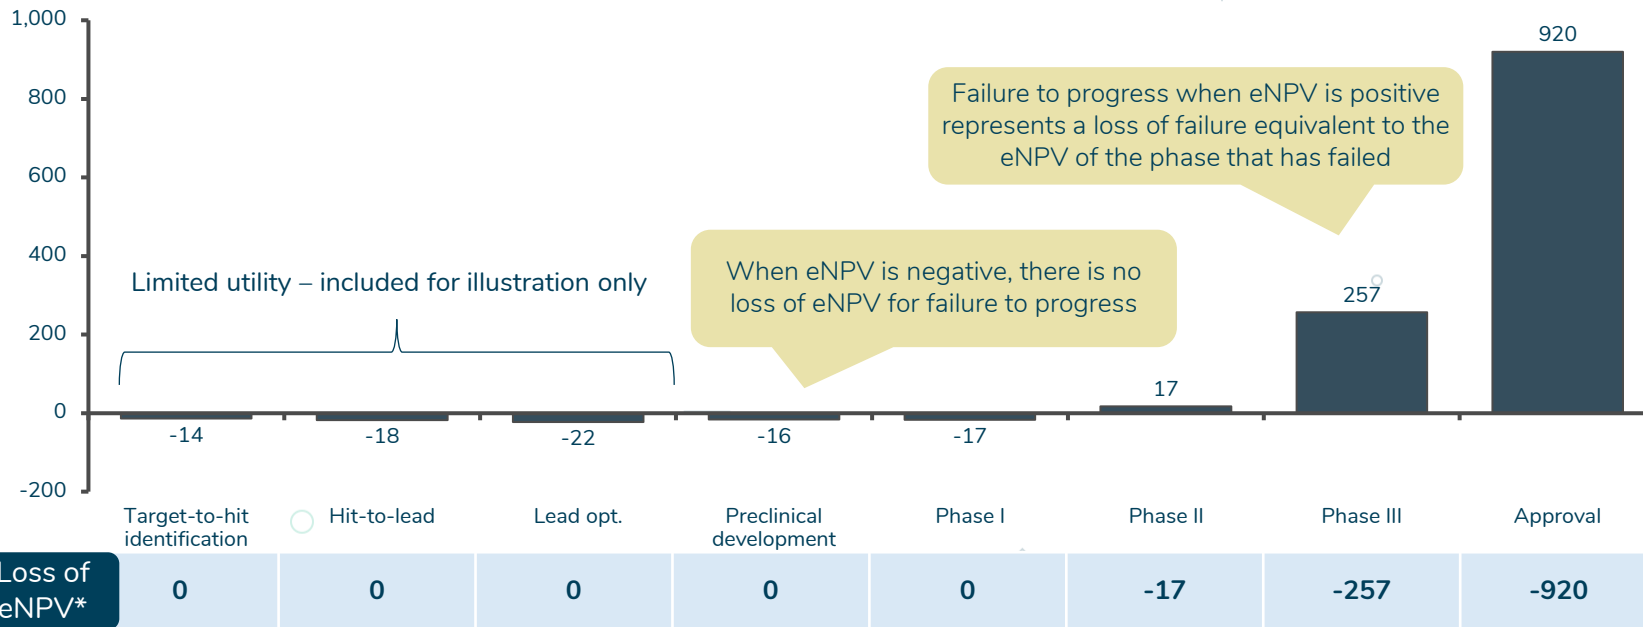 1,000
800
600
400
200
0
-200
920
Failure to progress when eNPV is positive
represents a loss of failure equivalent to the
eNPV of the phase that has failed
When eNPV is negative, there is no
loss of eNPV for failure to progress
Limited utility – included for illustration only
257
17
-14
-18
-22
-16
-17
Target-to-hit
identification
Hit-to-lead
Lead opt.
Preclinical
development
Phase I
Phase II
Phase III
Approval
Loss of
eNPV*
0
0
0
0
0
-17
-257
-920